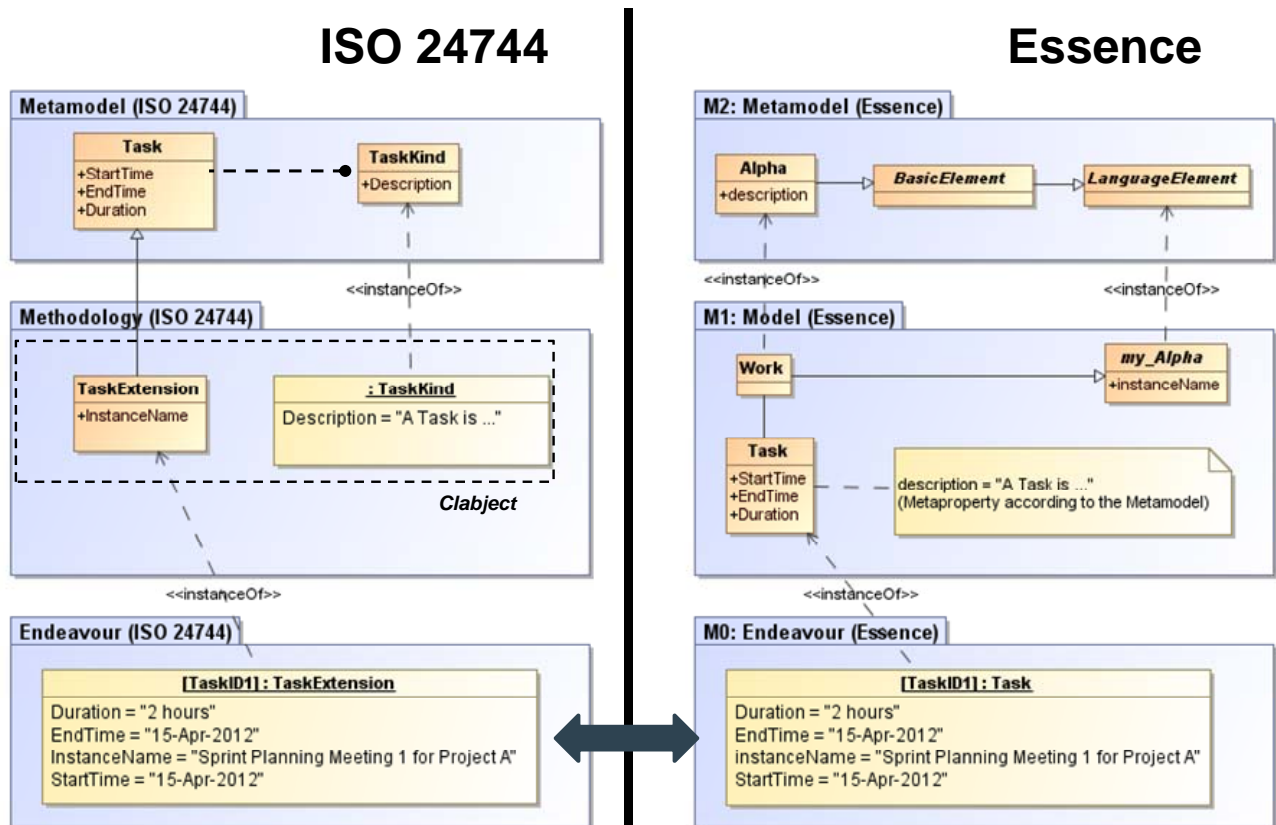 ISO 24744
Metamodel (ISO 24744)
Task
+StartTime
+EndTime
+Duration
TaskKind
+Description
<<instanceOf>>
Methodology (ISO 24744)
TaskExtension
+InstanceName
: TaskKind
Description = "A Task is ..."
Clabject
<<instanceOf>>
Endeavour (ISO 24744)
[TaskID1] : TaskExtension
Duration = "2 hours"
EndTime = "15-Apr-2012"
InstanceName = "Sprint Planning Meeting 1 for Project A"
StartTime = "15-Apr-2012"
Essence
M2: Metamodel (Essence)
Alpha
+description
BasicElement
LanguageElement
<<instanceOf>>
<<instanceOf>>
M1: Model (Essence)
Work
my_Alpha
+instanceName
Task
+StartTime
+EndTime
+Duration
description = "A Task is ..."
(Metaproperty according to the Metamodel)
<<instanceOf>>
M0: Endeavour (Essence)
[TaskID1] : Task
Duration = "2 hours"
EndTime = "15-Apr-2012"
instanceName = "Sprint Planning Meeting 1 for Project A"
StartTime = "15-Apr-2012"